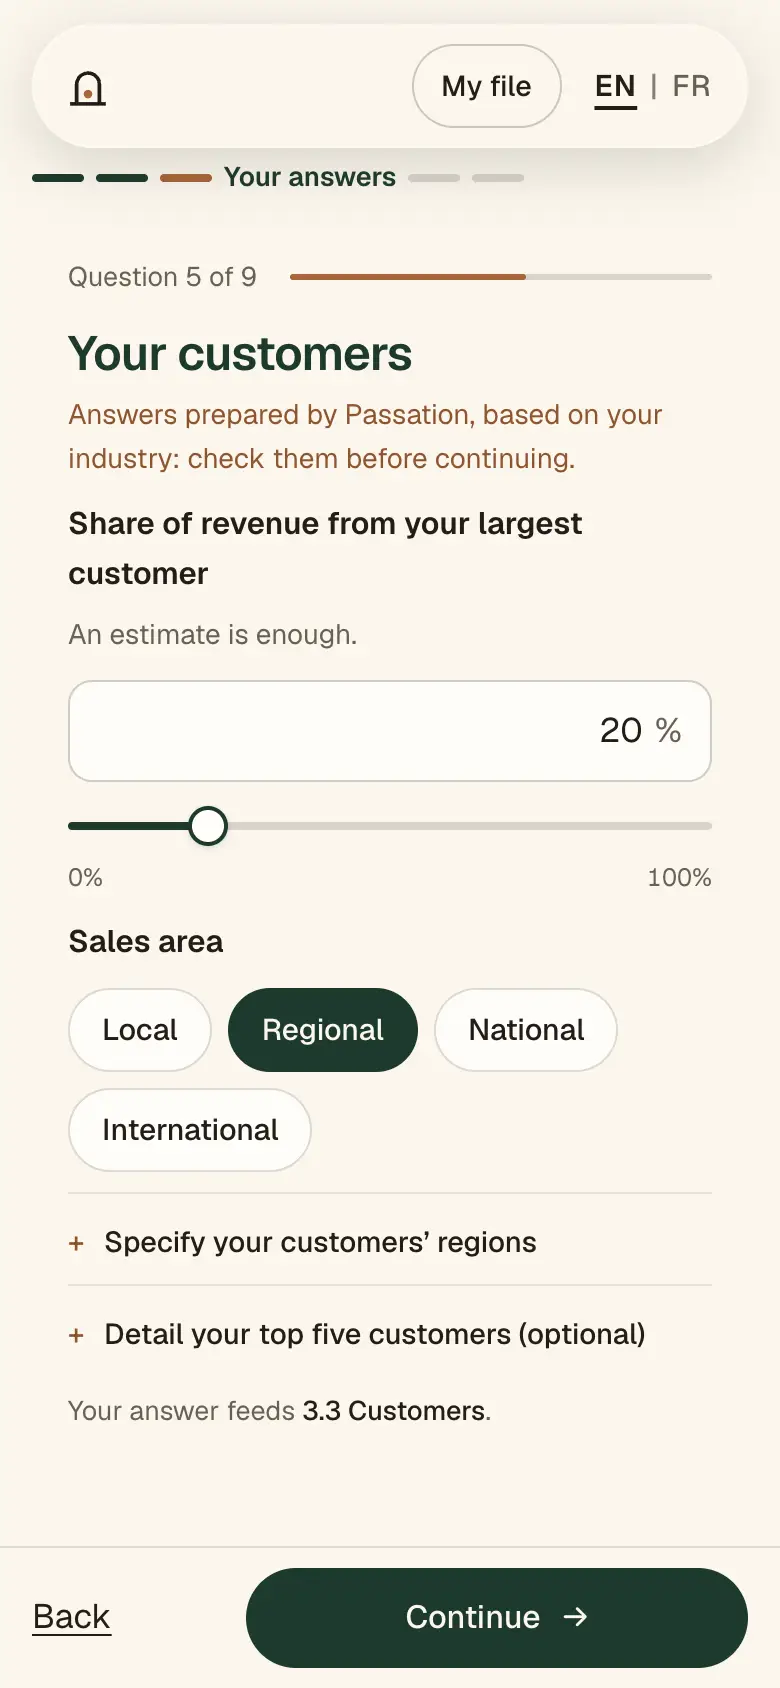 My file
EN | FR
Your answers
Question 5 of 9
Your customers
Answers prepared by Passation, based on your
industry: check them before continuing.
Share of revenue from your largest
customer
An estimate is enough.
20 %
0% 100%
Sales area
Local Regional National
International
+ Specify your customers’ regions
+ Detail your top five customers (optional)
Your answer feeds 3.3 Customers.
Back Continue →